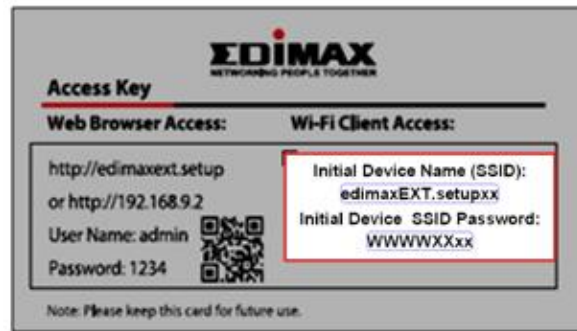 EDIMAX
NETWORKING PEOPLE TOGETHER
Access Key
Web Browser Access:
Wi-Fi Client Access:
http://edimaxext.setup
or http://192.168.9.2
User Name: admin
Password: 1234
Initial Device Name (SSID):
edimaxEXT.setupxx
Initial Device SSID Password:
WWWWXXxx
Note: Please keep this card for future use.